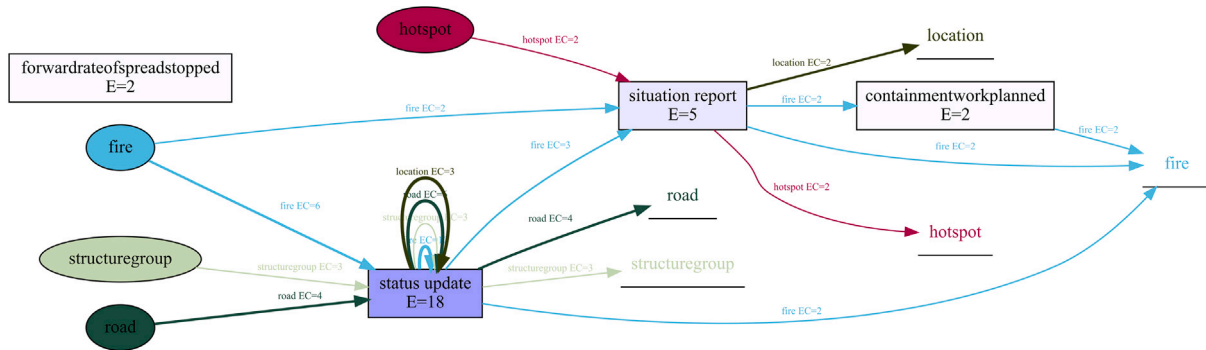 hotspot
hotspot EC=2
location
location EC=2
forwardrateofspreadstopped
E=2
situation report
E=5
fire EC=2
containmentworkplanned
E=2
fire EC=2
fire EC=2
fire
fire EC=3
fire EC=2
fire
location EC=3
hotspot EC=2
road
road EC=4
fire EC=6
hotspot
structuregroup
structuregroup EC=3
structuregroup EC=3
structuregroup
status update
E=18
road EC=4
road
fire EC=2